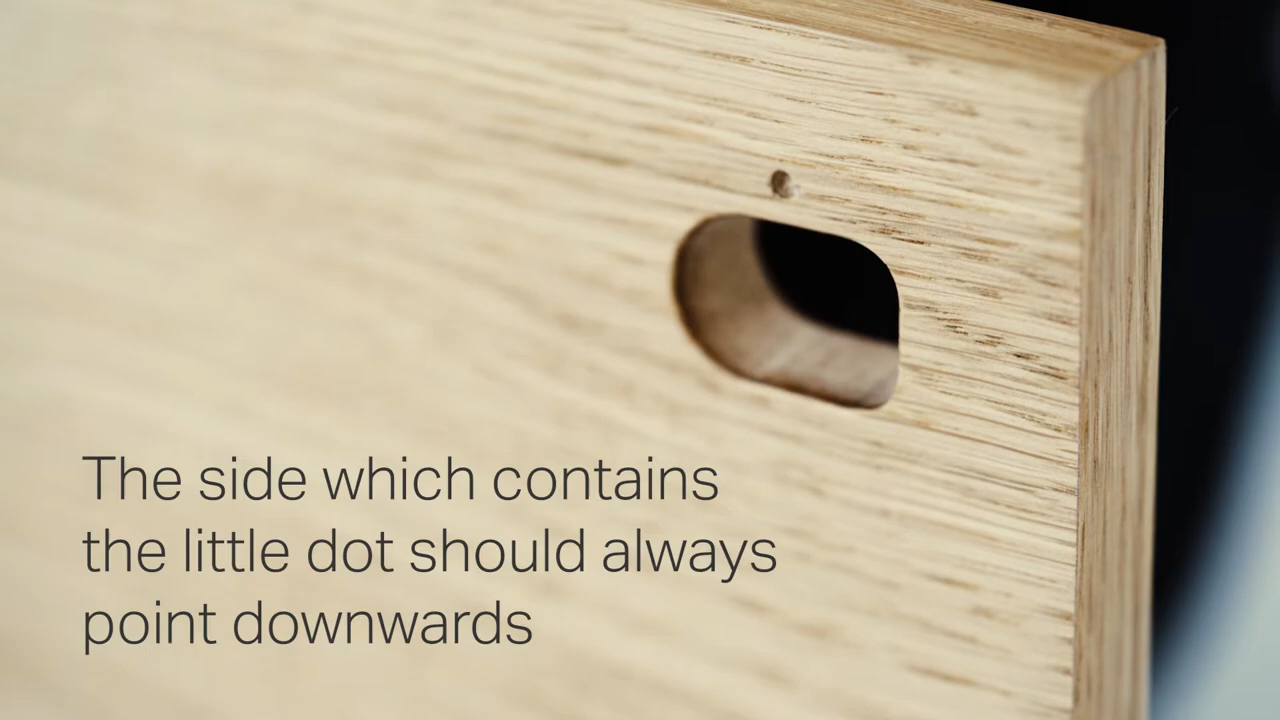 The side which contains
the little dot should always
point downwards